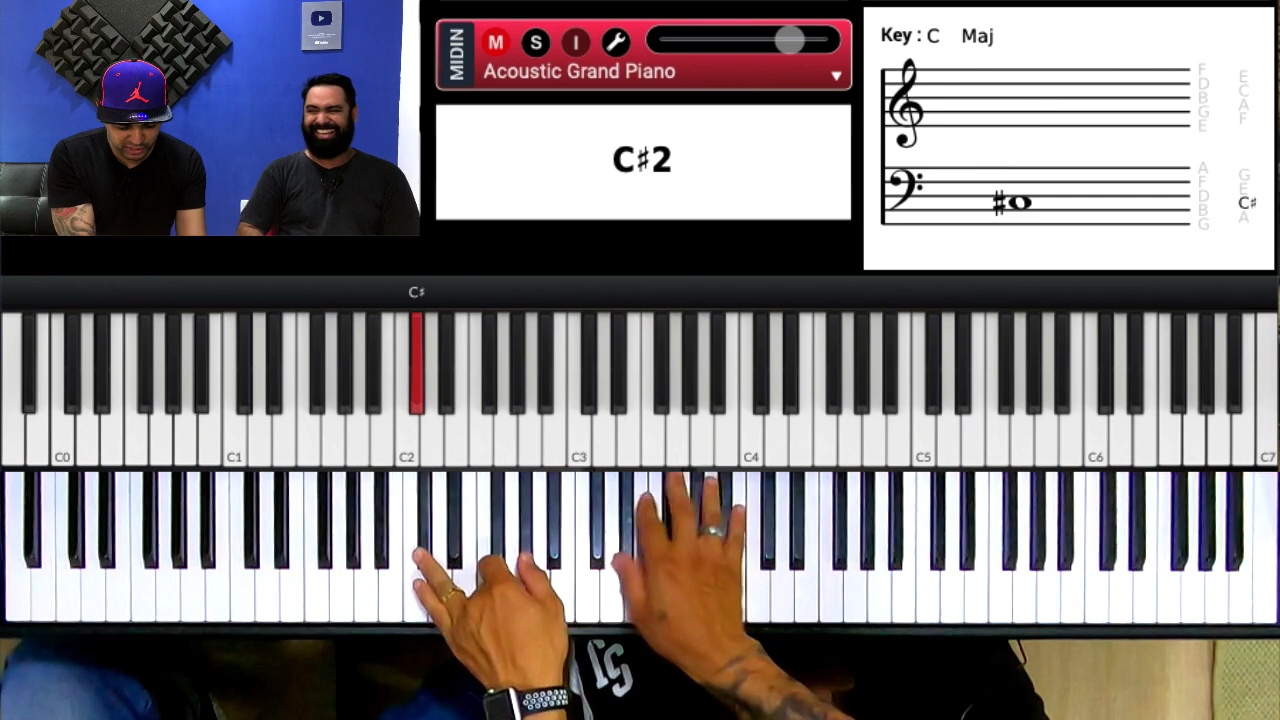 MIDIN
M S I
Acoustic Grand Piano
C♯2
Key : C Maj
F
D
B
G
E
E
C
A
F
A
F
D
B
G
G
E
C♯
A
C♯
C0 C1 C2 C3 C4 C5 C6 C7